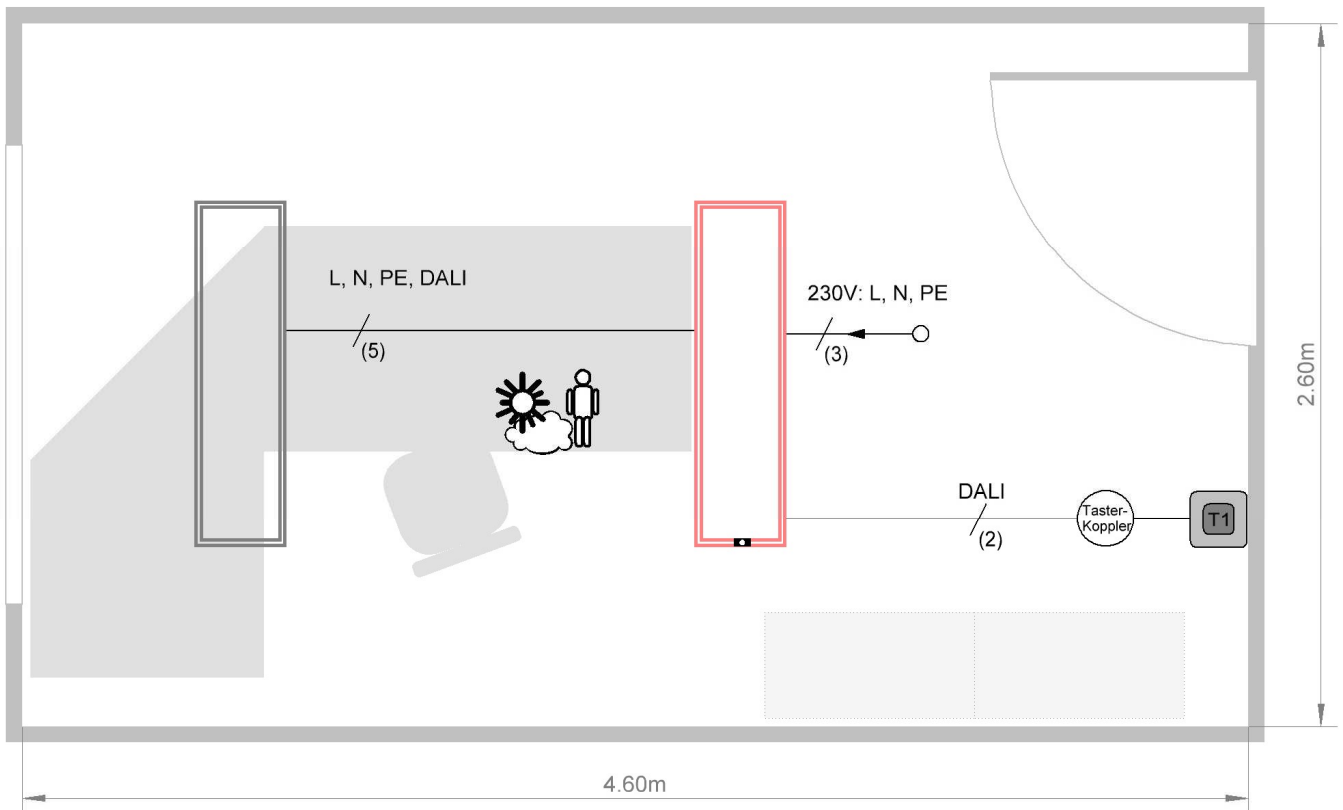 L, N, PE, DALI
(5)
230V: L, N, PE
(3)
DALI
(2)
Taster-
Koppler
T1
2.60m
4.60m